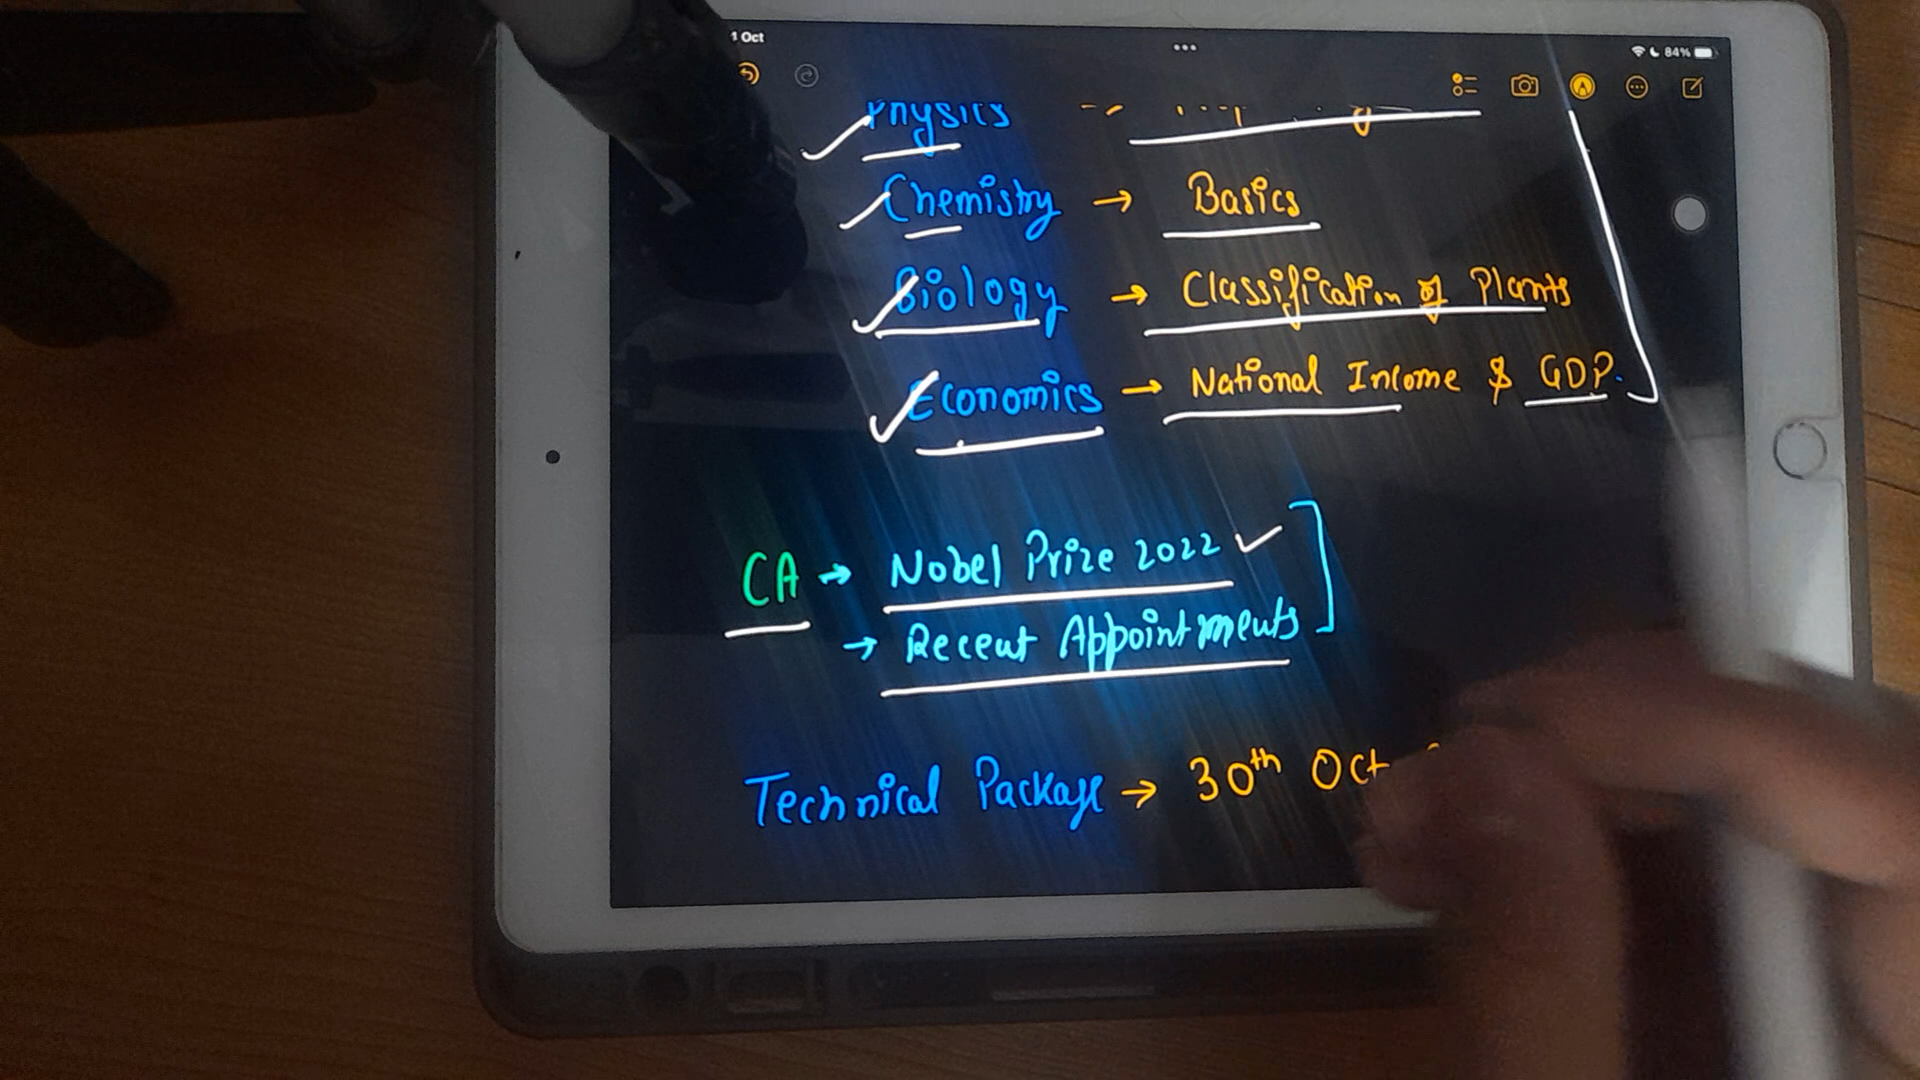 1 Oct 84%
Physics →
Chemistry → Basics
Biology → Classification of Plants
Economics → National Income & GDP.
CA → Nobel Prize 2022
→ Recent Appointments
Technical Package → 30th Oct